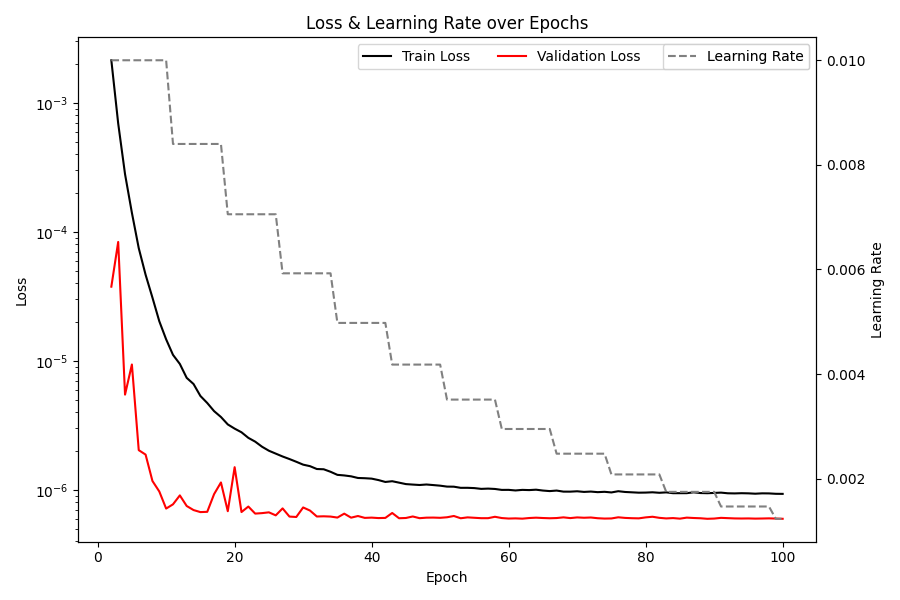 Loss & Learning Rate over Epochs
Train Loss
Validation Loss
Learning Rate
10⁻³
10⁻⁴
10⁻⁵
10⁻⁶
Loss
0.010
0.008
0.006
0.004
0.002
Learning Rate
0
20
40
60
80
100
Epoch